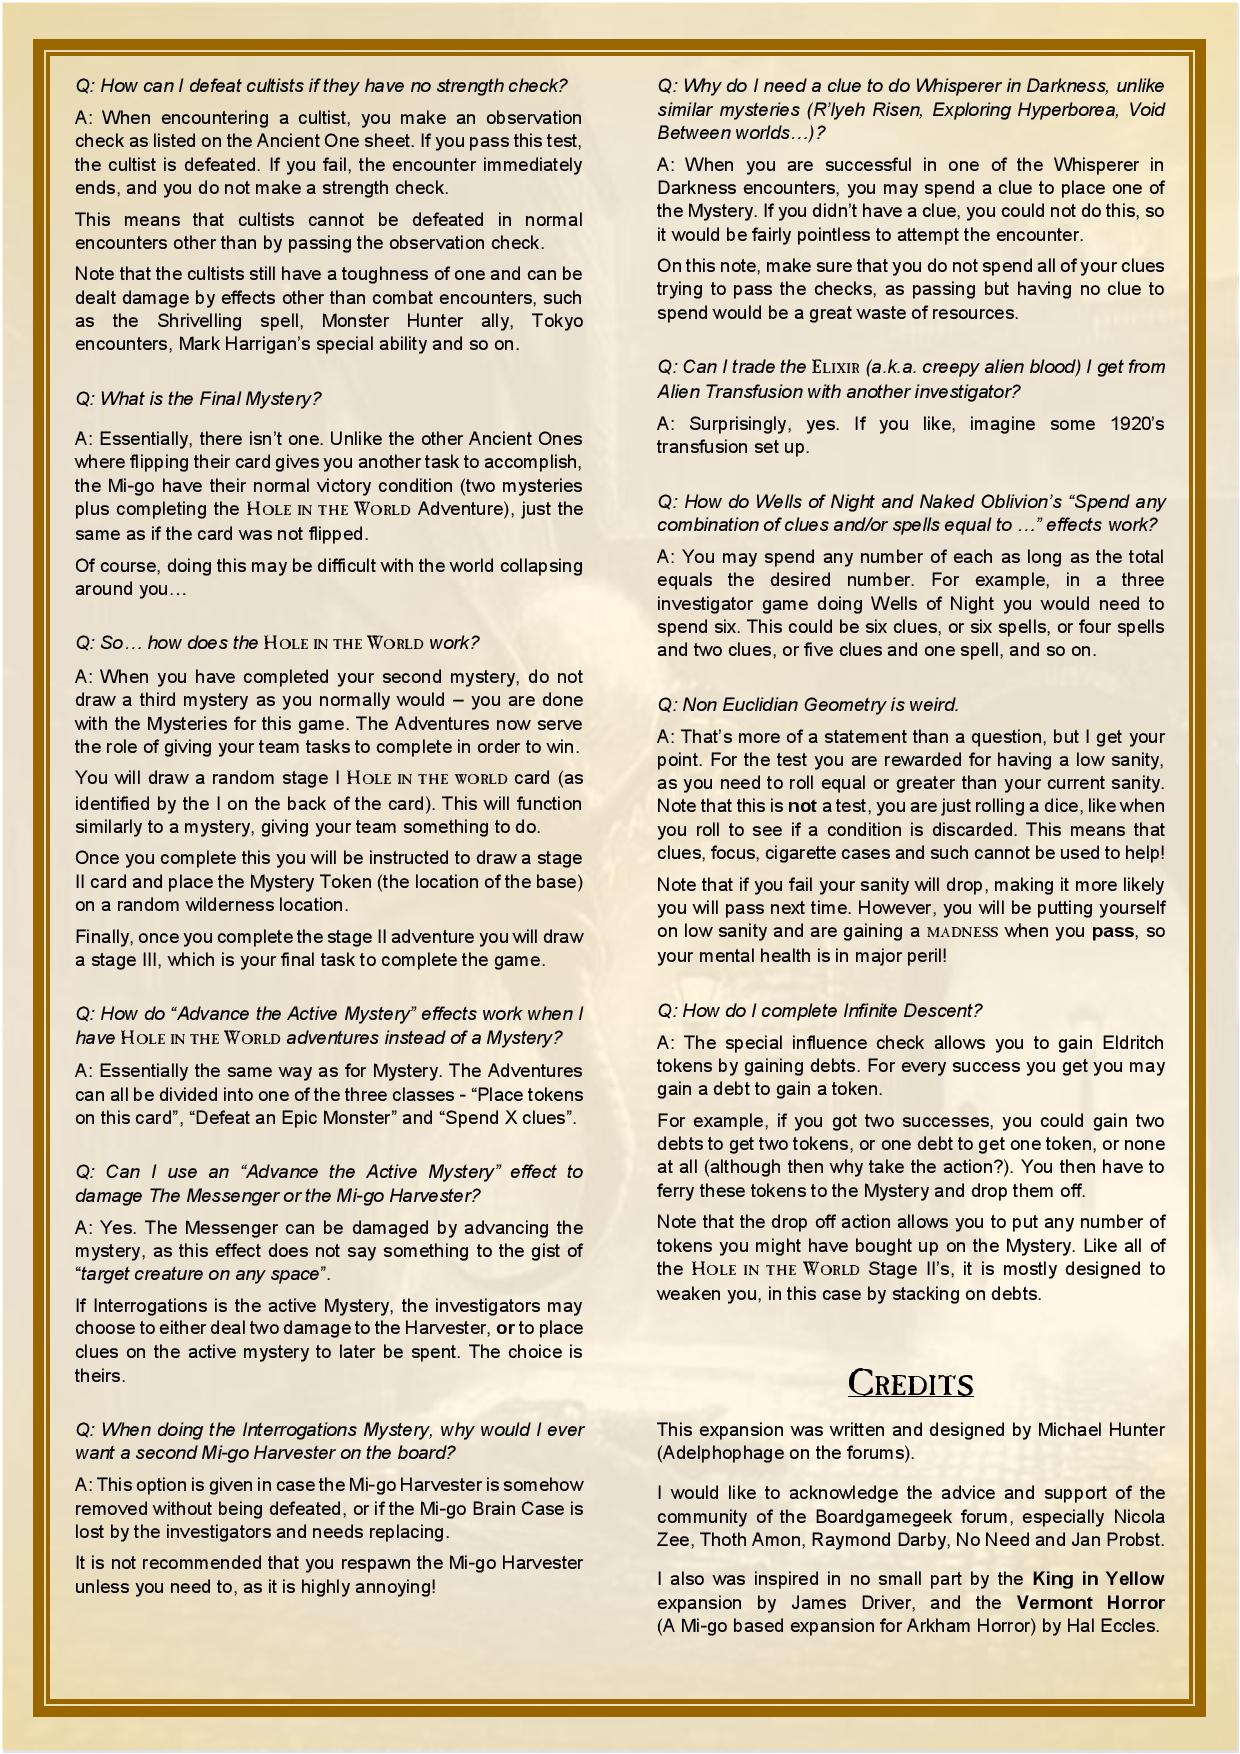 Q: How can I defeat cultists if they have no strength check?
A: When encountering a cultist, you make an observation
check as listed on the Ancient One sheet. If you pass this test,
the cultist is defeated. If you fail, the encounter immediately
ends, and you do not make a strength check.
This means that cultists cannot be defeated in normal
encounters other than by passing the observation check.
Note that the cultists still have a toughness of one and can be
dealt damage by effects other than combat encounters, such
as the Shrivelling spell, Monster Hunter ally, Tokyo
encounters, Mark Harrigan's special ability and so on.
Q: What is the Final Mystery?
A: Essentially, there isn't one. Unlike the other Ancient Ones
where flipping their card gives you another task to accomplish,
the Mi-go have their normal victory condition (two mysteries
plus completing the HOLE IN THE WORLD Adventure), just the
same as if the card was not flipped.
Of course, doing this may be difficult with the world collapsing
around you…
Q: So… how does the HOLE IN THE WORLD work?
A: When you have completed your second mystery, do not
draw a third mystery as you normally would – you are done
with the Mysteries for this game. The Adventures now serve
the role of giving your team tasks to complete in order to win.
You will draw a random stage I HOLE IN THE WORLD card (as
identified by the I on the back of the card). This will function
similarly to a mystery, giving your team something to do.
Once you complete this you will be instructed to draw a stage
II card and place the Mystery Token (the location of the base)
on a random wilderness location.
Finally, once you complete the stage II adventure you will draw
a stage III, which is your final task to complete the game.
Q: How do “Advance the Active Mystery” effects work when I
have HOLE IN THE WORLD adventures instead of a Mystery?
A: Essentially the same way as for Mystery. The Adventures
can all be divided into one of the three classes - “Place tokens
on this card”, “Defeat an Epic Monster” and “Spend X clues”.
Q: Can I use an “Advance the Active Mystery” effect to
damage The Messenger or the Mi-go Harvester?
A: Yes. The Messenger can be damaged by advancing the
mystery, as this effect does not say something to the gist of
“target creature on any space”.
If Interrogations is the active Mystery, the investigators may
choose to either deal two damage to the Harvester, or to place
clues on the active mystery to later be spent. The choice is
theirs.
Q: When doing the Interrogations Mystery, why would I ever
want a second Mi-go Harvester on the board?
A: This option is given in case the Mi-go Harvester is somehow
removed without being defeated, or if the Mi-go Brain Case is
lost by the investigators and needs replacing.
It is not recommended that you respawn the Mi-go Harvester
unless you need to, as it is highly annoying!
Q: Why do I need a clue to do Whisperer in Darkness, unlike
similar mysteries (R'lyeh Risen, Exploring Hyperborea, Void
Between worlds…)?
A: When you are successful in one of the Whisperer in
Darkness encounters, you may spend a clue to place one of
the Mystery. If you didn't have a clue, you could not do this, so
it would be fairly pointless to attempt the encounter.
On this note, make sure that you do not spend all of your clues
trying to pass the checks, as passing but having no clue to
spend would be a great waste of resources.
Q: Can I trade the ELIXIR (a.k.a. creepy alien blood) I get from
Alien Transfusion with another investigator?
A: Surprisingly, yes. If you like, imagine some 1920's
transfusion set up.
Q: How do Wells of Night and Naked Oblivion's “Spend any
combination of clues and/or spells equal to …” effects work?
A: You may spend any number of each as long as the total
equals the desired number. For example, in a three
investigator game doing Wells of Night you would need to
spend six. This could be six clues, or six spells, or four spells
and two clues, or five clues and one spell, and so on.
Q: Non Euclidian Geometry is weird.
A: That's more of a statement than a question, but I get your
point. For the test you are rewarded for having a low sanity,
as you need to roll equal or greater than your current sanity.
Note that this is not a test, you are just rolling a dice, like when
you roll to see if a condition is discarded. This means that
clues, focus, cigarette cases and such cannot be used to help!
Note that if you fail your sanity will drop, making it more likely
you will pass next time. However, you will be putting yourself
on low sanity and are gaining a MADNESS when you pass, so
your mental health is in major peril!
Q: How do I complete Infinite Descent?
A: The special influence check allows you to gain Eldritch
tokens by gaining debts. For every success you get you may
gain a debt to gain a token.
For example, if you got two successes, you could gain two
debts to get two tokens, or one debt to get one token, or none
at all (although then why take the action?). You then have to
ferry these tokens to the Mystery and drop them off.
Note that the drop off action allows you to put any number of
tokens you might have bought up on the Mystery. Like all of
the HOLE IN THE WORLD Stage II's, it is mostly designed to
weaken you, in this case by stacking on debts.
CREDITS
This expansion was written and designed by Michael Hunter
(Adelphophage on the forums).
I would like to acknowledge the advice and support of the
community of the Boardgamegeek forum, especially Nicola
Zee, Thoth Amon, Raymond Darby, No Need and Jan Probst.
I also was inspired in no small part by the King in Yellow
expansion by James Driver, and the Vermont Horror
(A Mi-go based expansion for Arkham Horror) by Hal Eccles.